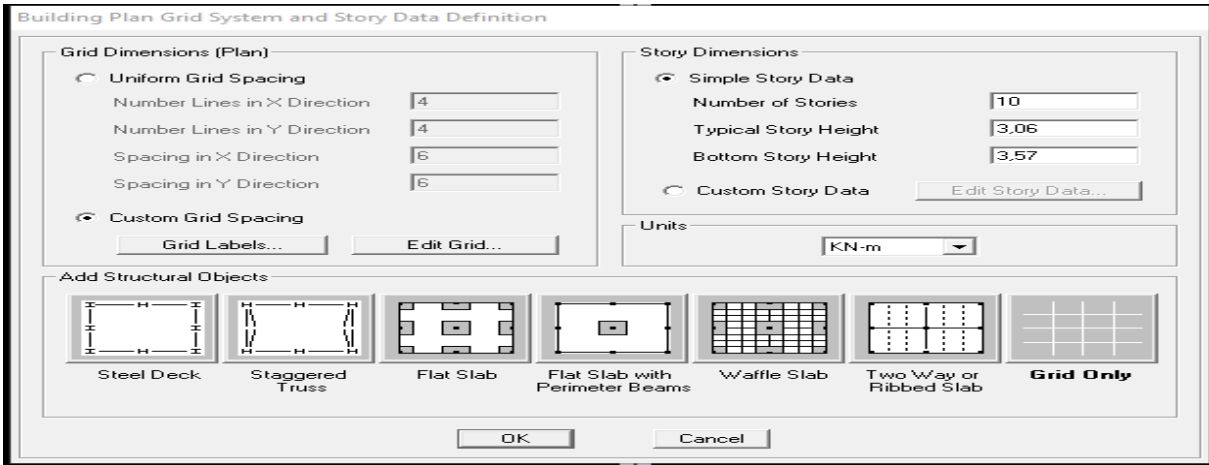 Building Plan Grid System and Story Data Definition
Grid Dimensions (Plan)
Uniform Grid Spacing
Number Lines in X Direction 4
Number Lines in Y Direction 4
Spacing in X Direction 6
Spacing in Y Direction 6
Custom Grid Spacing
Grid Labels... Edit Grid...
Story Dimensions
Simple Story Data
Number of Stories 10
Typical Story Height 3,06
Bottom Story Height 3,57
Custom Story Data Edit Story Data...
Units
KN-m
Add Structural Objects
Steel Deck
Staggered
Truss
Flat Slab
Flat Slab with
Perimeter Beams
Waffle Slab
Two Way or
Ribbed Slab
Grid Only
OK Cancel